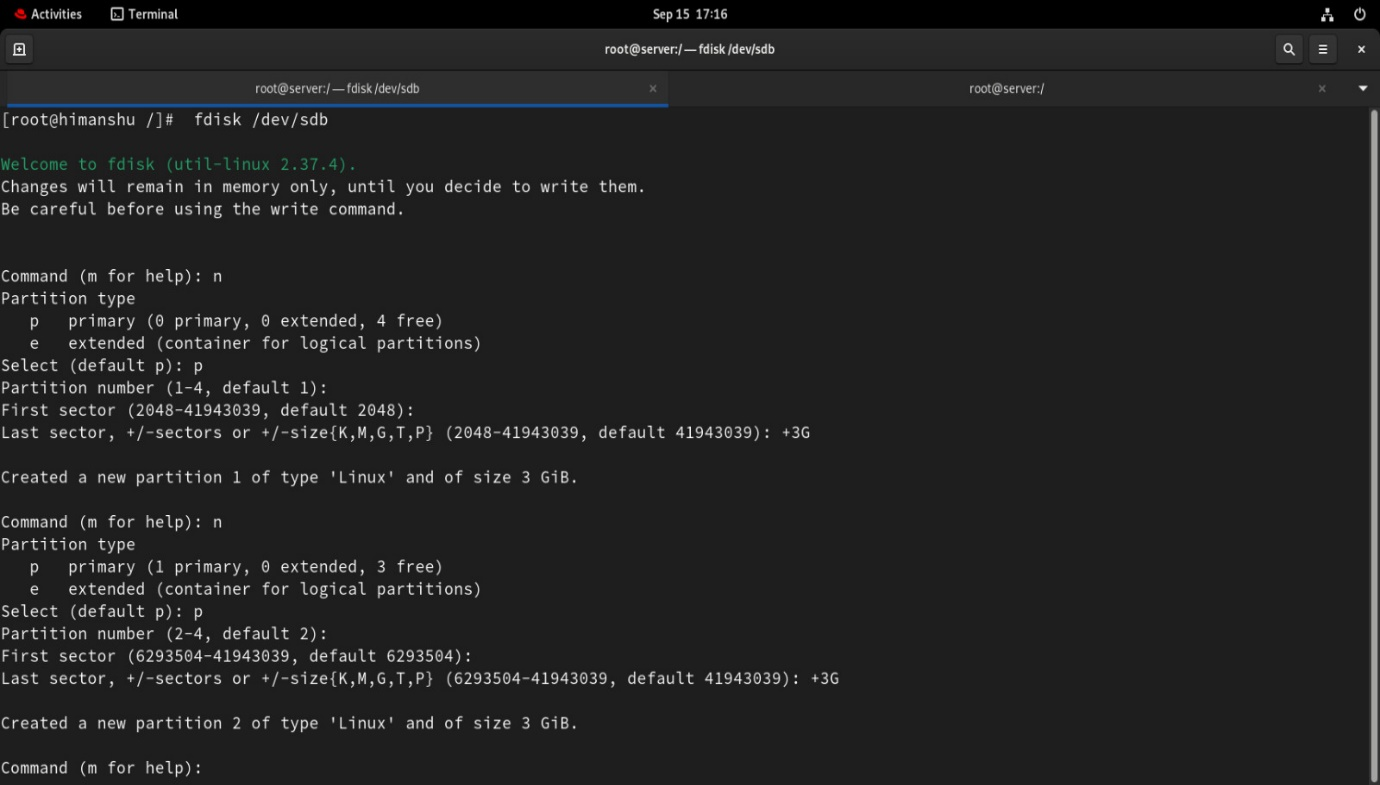 Activities Terminal Sep 15 17:16
root@server:/ — fdisk /dev/sdb
root@server:/ — fdisk /dev/sdb root@server:/
[root@himanshu /]#  fdisk /dev/sdb
Welcome to fdisk (util-linux 2.37.4).
Changes will remain in memory only, until you decide to write them.
Be careful before using the write command.
Command (m for help): n
Partition type
   p   primary (0 primary, 0 extended, 4 free)
   e   extended (container for logical partitions)
Select (default p): p
Partition number (1-4, default 1):
First sector (2048-41943039, default 2048):
Last sector, +/-sectors or +/-size{K,M,G,T,P} (2048-41943039, default 41943039): +3G
Created a new partition 1 of type 'Linux' and of size 3 GiB.
Command (m for help): n
Partition type
   p   primary (1 primary, 0 extended, 3 free)
   e   extended (container for logical partitions)
Select (default p): p
Partition number (2-4, default 2):
First sector (6293504-41943039, default 6293504):
Last sector, +/-sectors or +/-size{K,M,G,T,P} (6293504-41943039, default 41943039): +3G
Created a new partition 2 of type 'Linux' and of size 3 GiB.
Command (m for help):